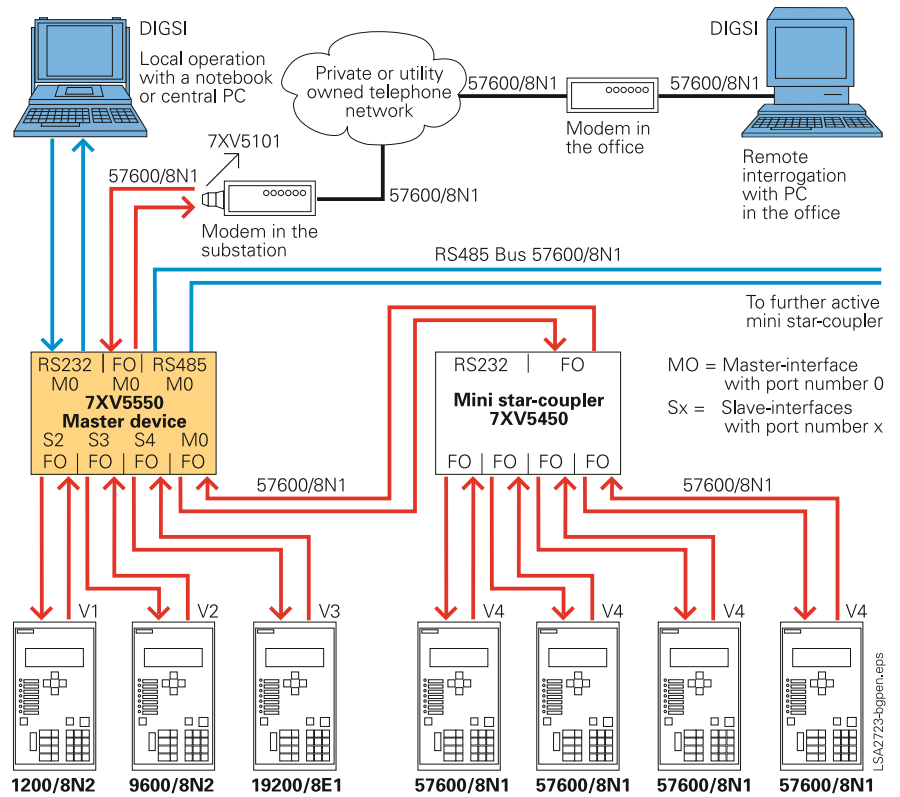 DIGSI
Local operation
with a notebook
or central PC
7XV5101
57600/8N1
Modem in the
substation
Private or utility
owned telephone
network
57600/8N1
57600/8N1
Modem in
the office
57600/8N1
DIGSI
Remote
interrogation
with PC
in the office
RS485 Bus 57600/8N1
To further active
mini star-coupler
MO = Master-interface
with port number 0
Sx = Slave-interfaces
with port number x
RS232 FO RS485
M0 M0 M0
7XV5550
Master device
S2 S3 S4 M0
FO FO FO FO
57600/8N1
RS232 FO
Mini star-coupler
7XV5450
FO FO FO FO
57600/8N1
V1 V2 V3 V4 V4 V4 V4
1200/8N2 9600/8N2 19200/8E1 57600/8N1 57600/8N1 57600/8N1 57600/8N1
LSA2723-bgpen.eps